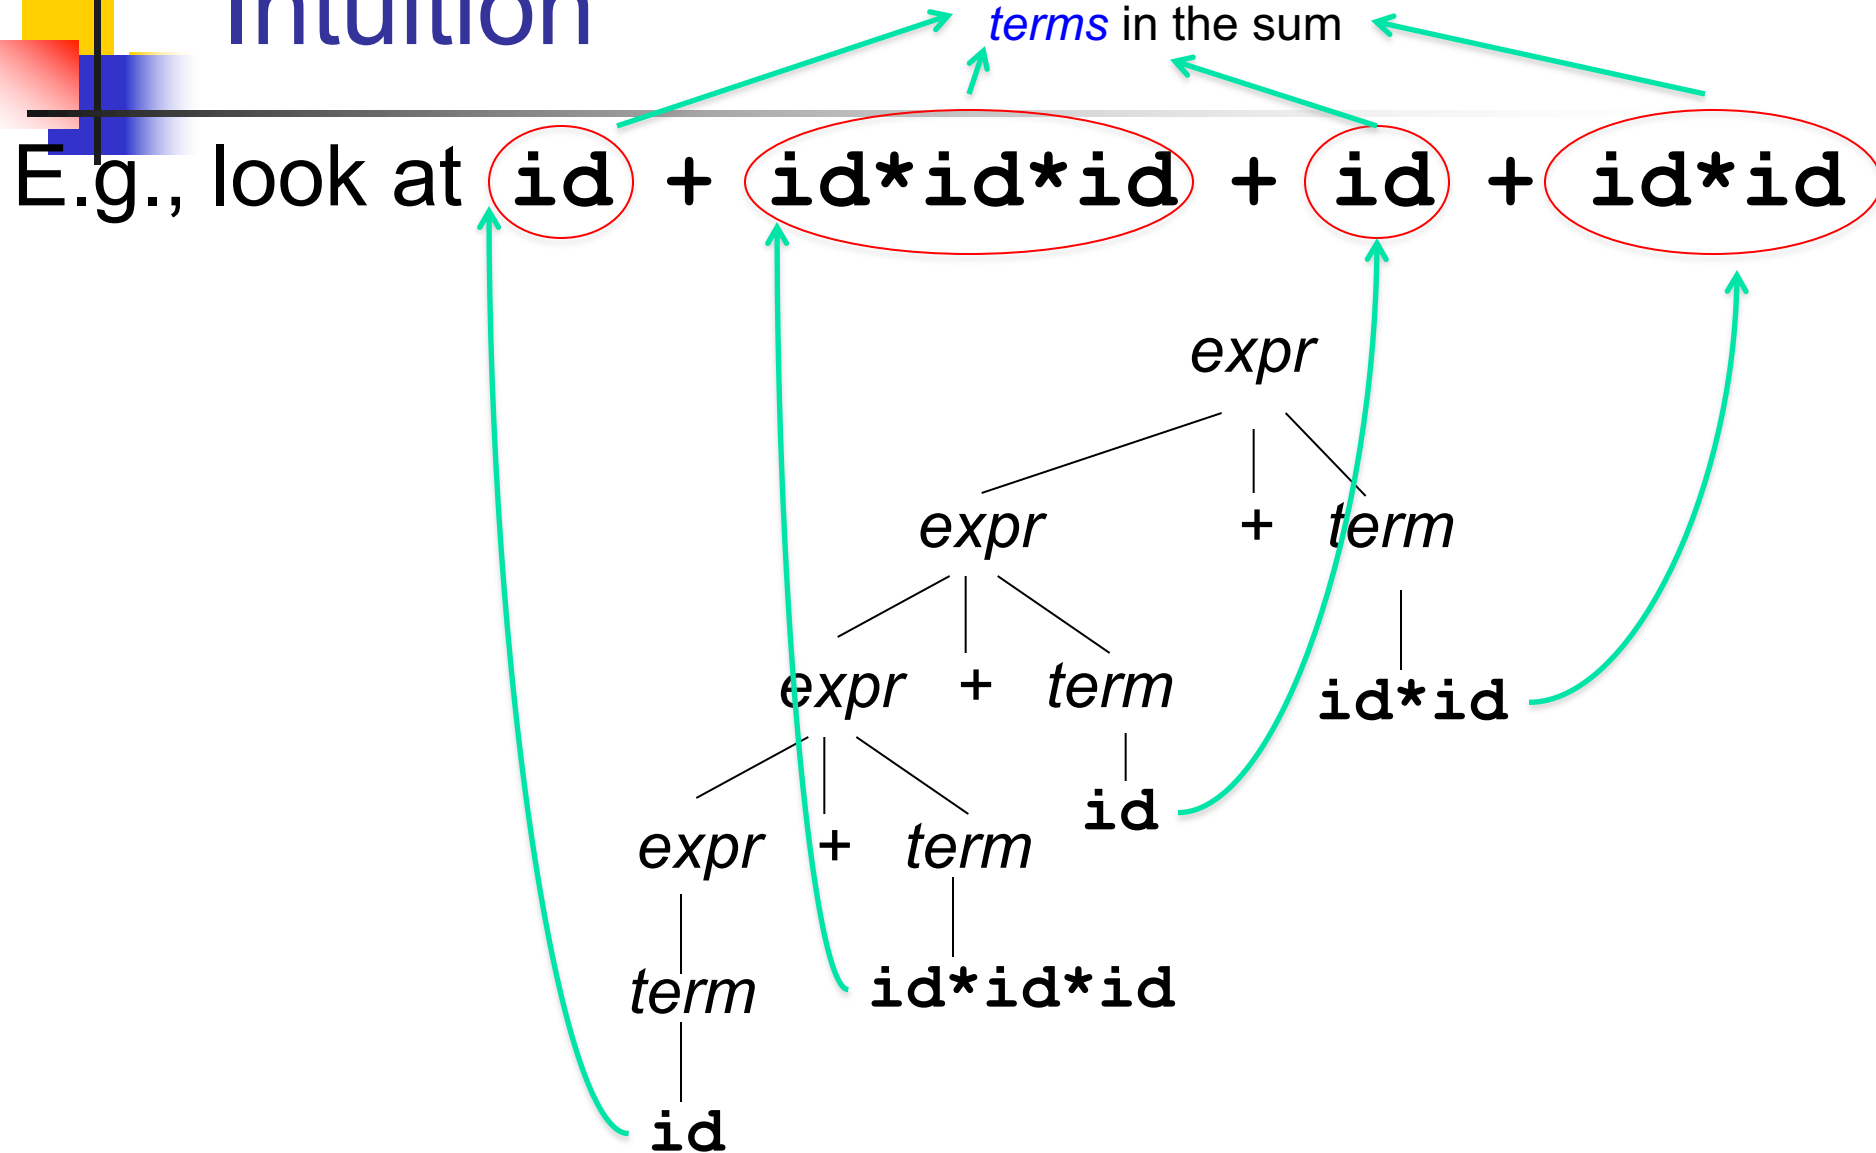 Intuition
terms in the sum
E.g., look at id + id*id*id + id + id*id
expr
expr + term
expr + term id*id
expr + term id
term id*id*id
id